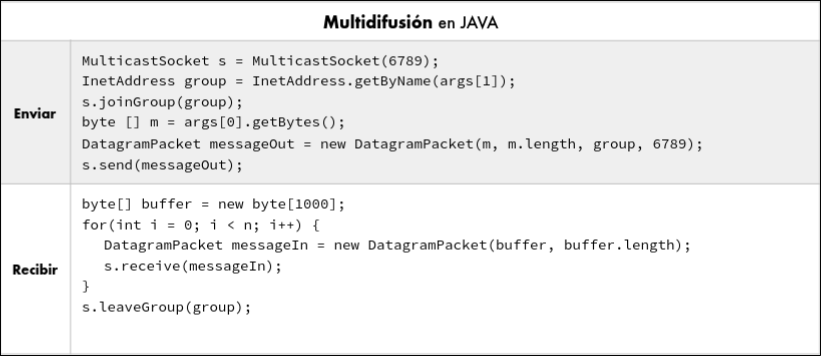 Multidifusión en JAVA
Enviar
MulticastSocket s = MulticastSocket(6789);
InetAddress group = InetAddress.getByName(args[1]);
s.joinGroup(group);
byte [] m = args[0].getBytes();
DatagramPacket messageOut = new DatagramPacket(m, m.length, group, 6789);
s.send(messageOut);
Recibir
byte[] buffer = new byte[1000];
for(int i = 0; i < n; i++) {
DatagramPacket messageIn = new DatagramPacket(buffer, buffer.length);
s.receive(messageIn);
}
s.leaveGroup(group);